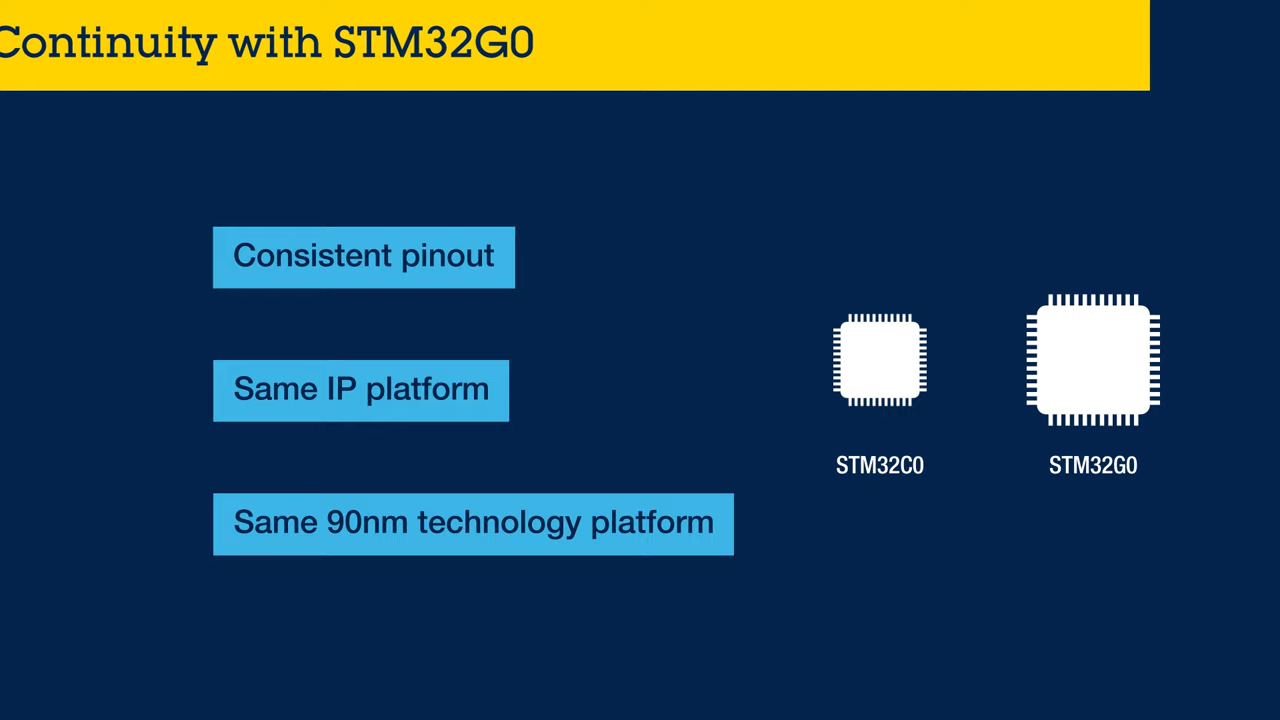 Continuity with STM32G0
Consistent pinout
Same IP platform
Same 90nm technology platform
STM32C0
STM32G0